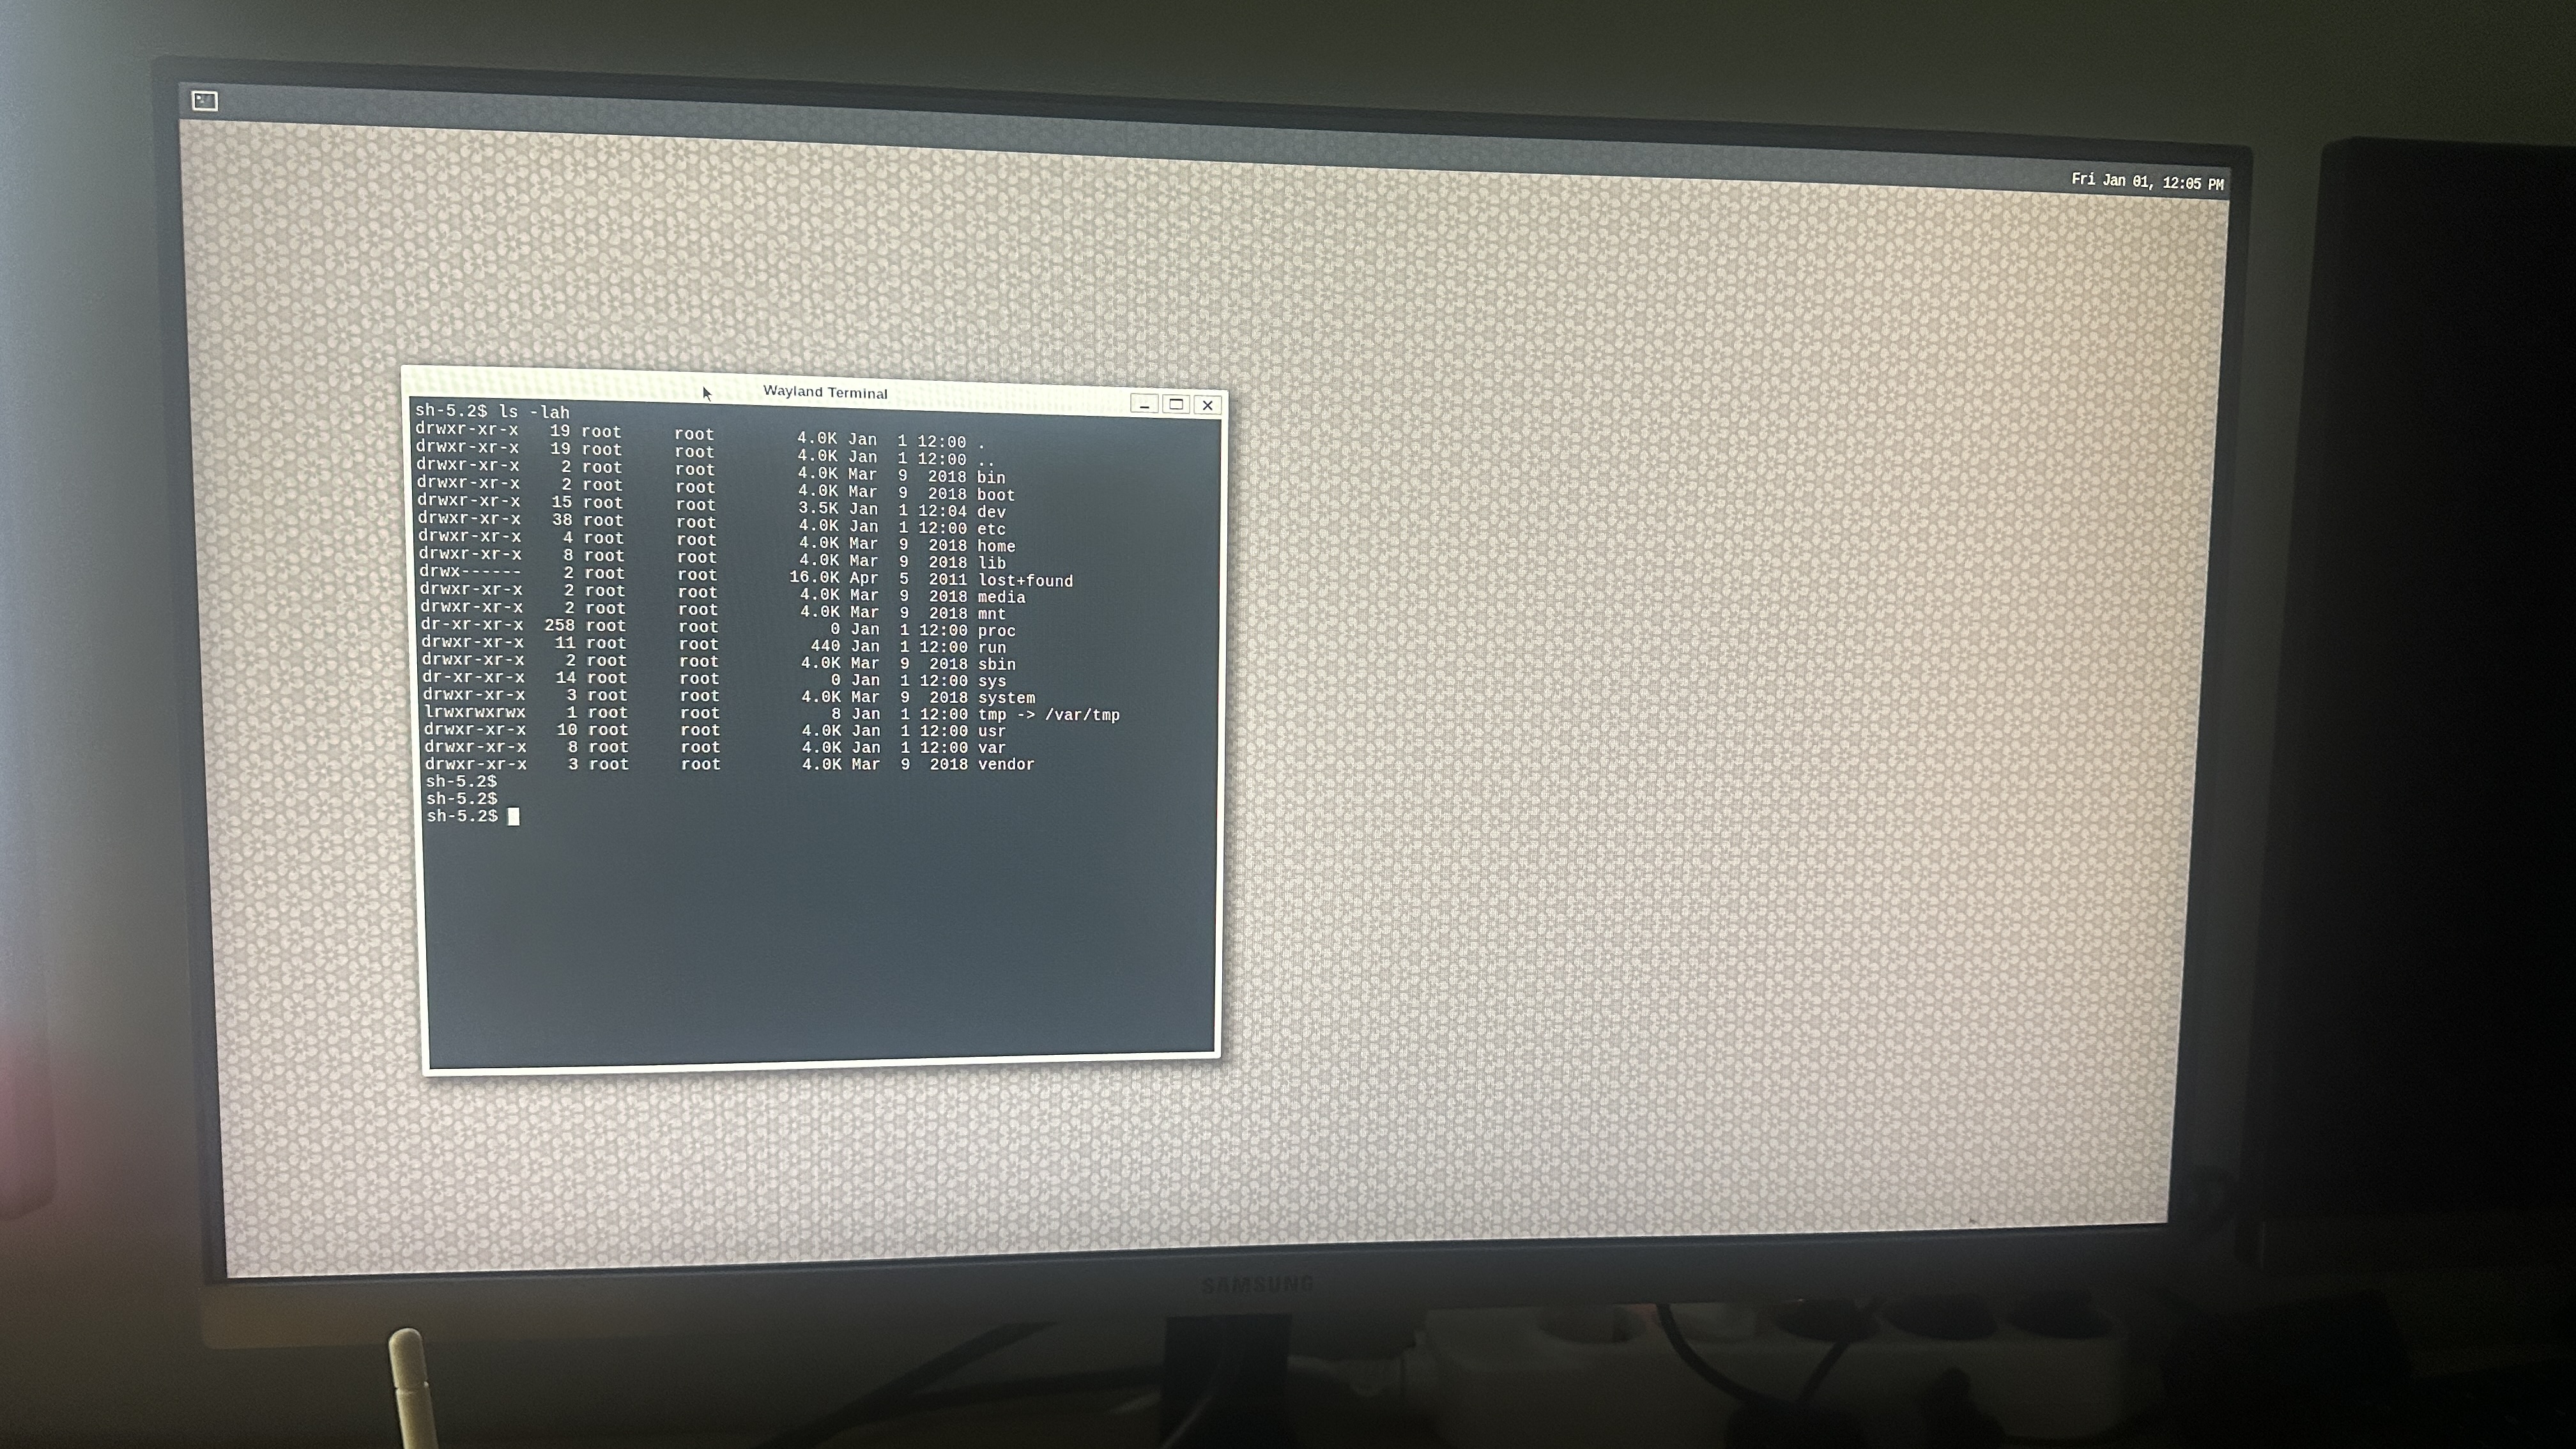 Fri Jan 01, 12:05 PM
Wayland Terminal
sh-5.2$ ls -lah
drwxr-xr-x   19 root     root        4.0K Jan  1 12:00 .
drwxr-xr-x   19 root     root        4.0K Jan  1 12:00 ..
drwxr-xr-x    2 root     root        4.0K Mar  9  2018 bin
drwxr-xr-x    2 root     root        4.0K Mar  9  2018 boot
drwxr-xr-x   15 root     root        3.5K Jan  1 12:04 dev
drwxr-xr-x   38 root     root        4.0K Jan  1 12:00 etc
drwxr-xr-x    4 root     root        4.0K Mar  9  2018 home
drwxr-xr-x    8 root     root        4.0K Mar  9  2018 lib
drwx------    2 root     root       16.0K Apr  5  2011 lost+found
drwxr-xr-x    2 root     root        4.0K Mar  9  2018 media
drwxr-xr-x    2 root     root        4.0K Mar  9  2018 mnt
dr-xr-xr-x  258 root     root           0 Jan  1 12:00 proc
drwxr-xr-x   11 root     root         440 Jan  1 12:00 run
drwxr-xr-x    2 root     root        4.0K Mar  9  2018 sbin
dr-xr-xr-x   14 root     root           0 Jan  1 12:00 sys
drwxr-xr-x    3 root     root        4.0K Mar  9  2018 system
lrwxrwxrwx    1 root     root           8 Jan  1 12:00 tmp -> /var/tmp
drwxr-xr-x   10 root     root        4.0K Jan  1 12:00 usr
drwxr-xr-x    8 root     root        4.0K Jan  1 12:00 var
drwxr-xr-x    3 root     root        4.0K Mar  9  2018 vendor
sh-5.2$
sh-5.2$
sh-5.2$
SAMSUNG